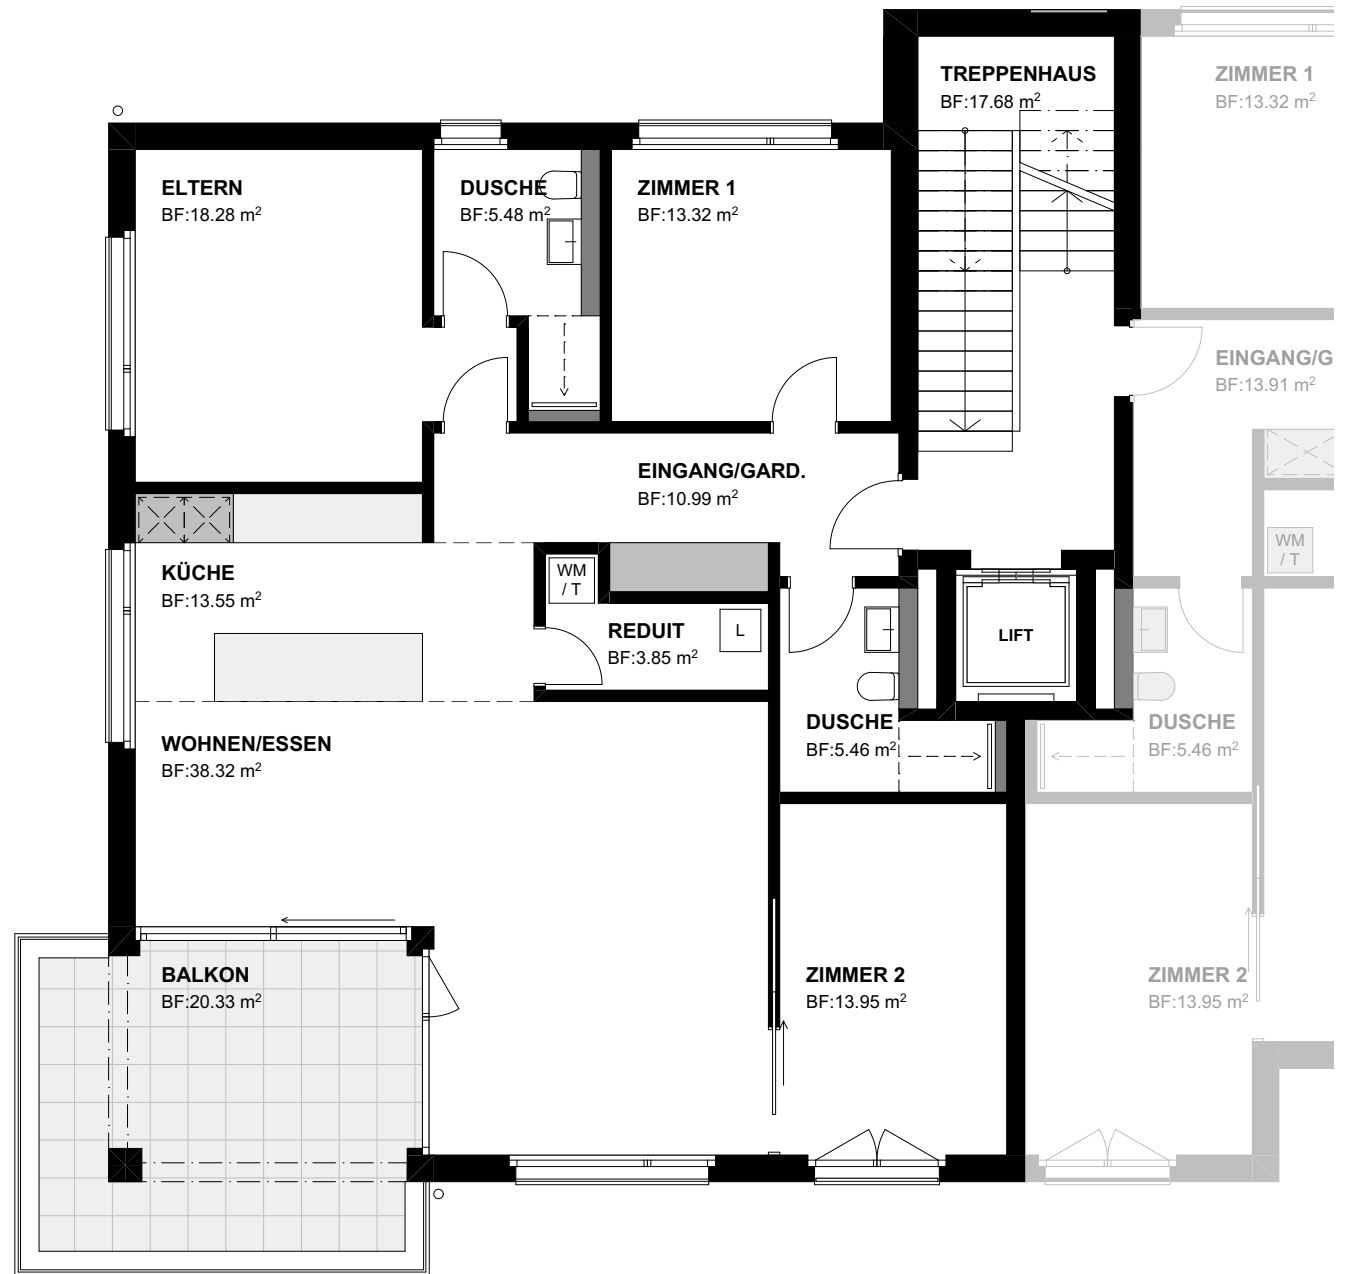 TREPPENHAUS
BF:17.68 m²
ZIMMER 1
BF:13.32 m²
ELTERN
BF:18.28 m²
DUSCHE
BF:5.48 m²
ZIMMER 1
BF:13.32 m²
EINGANG/G
BF:13.91 m²
EINGANG/GARD.
BF:10.99 m²
KÜCHE
BF:13.55 m²
WM
/ T
WM
/ T
REDUIT
BF:3.85 m²
L
LIFT
WOHNEN/ESSEN
BF:38.32 m²
DUSCHE
BF:5.46 m²
DUSCHE
BF:5.46 m²
BALKON
BF:20.33 m²
ZIMMER 2
BF:13.95 m²
ZIMMER 2
BF:13.95 m²